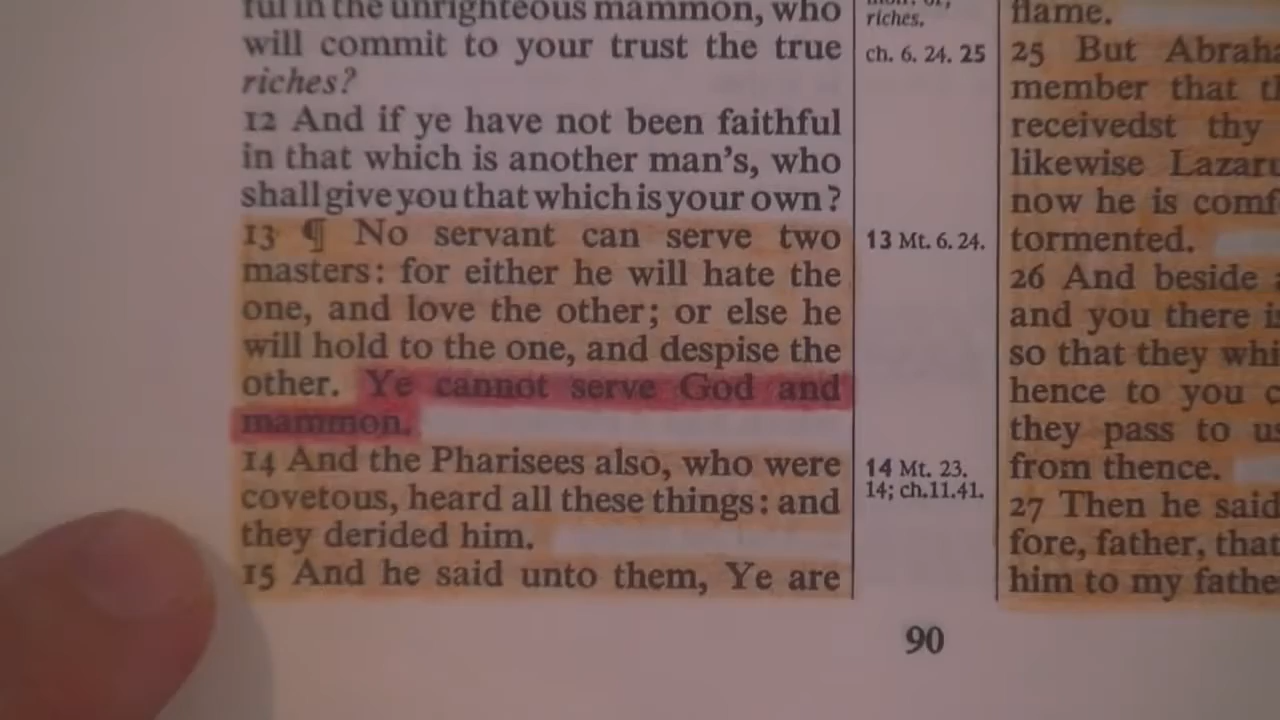 ful in the unrighteous mammon, who
will commit to your trust the true
riches?
12 And if ye have not been faithful
in that which is another man's, who
shall give you that which is your own?
13 ¶ No servant can serve two
masters: for either he will hate the
one, and love the other; or else he
will hold to the one, and despise the
other. Ye cannot serve God and
mammon.
14 And the Pharisees also, who were
covetous, heard all these things: and
they derided him.
15 And he said unto them, Ye are
riches.
ch. 6. 24. 25
13 Mt. 6. 24.
14 Mt. 23.
14; ch.11.41.
flame.
25 But Abraha
member that th
receivedst thy
likewise Lazaru
now he is comf
tormented.
26 And beside a
and you there is
so that they whi
hence to you c
they pass to us
from thence.
27 Then he said
fore, father, that
him to my fathe
90